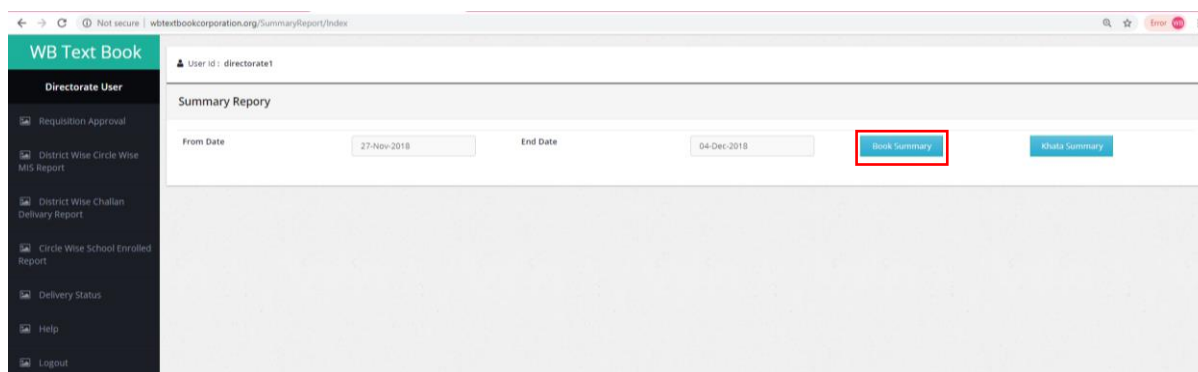 Not secure | wbtextbookcorporation.org/SummaryReport/Index
Error WB
WB Text Book
User id : directorate1
Directorate User
Summary Repory
Requisition Approval
From Date 27-Nov-2018 End Date 04-Dec-2018 Book Summary Khata Summary
District Wise Circle Wise
MIS Report
District Wise Challan
Delivary Report
Circle Wise School Enrolled
Report
Delivery Status
Help
Logout